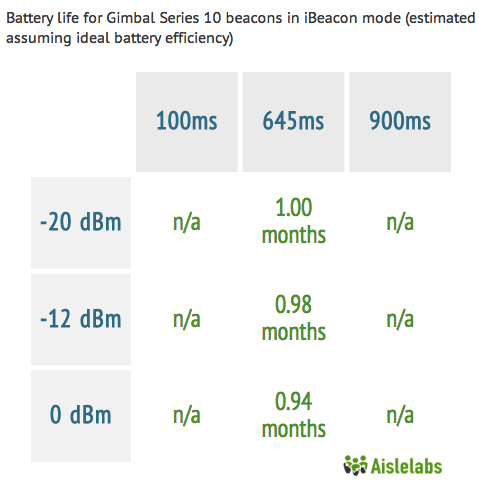 Battery life for Gimbal Series 10 beacons in iBeacon mode (estimated
assuming ideal battery efficiency)
100ms 645ms 900ms
-20 dBm n/a 1.00 months n/a
-12 dBm n/a 0.98 months n/a
0 dBm n/a 0.94 months n/a
Aislelabs